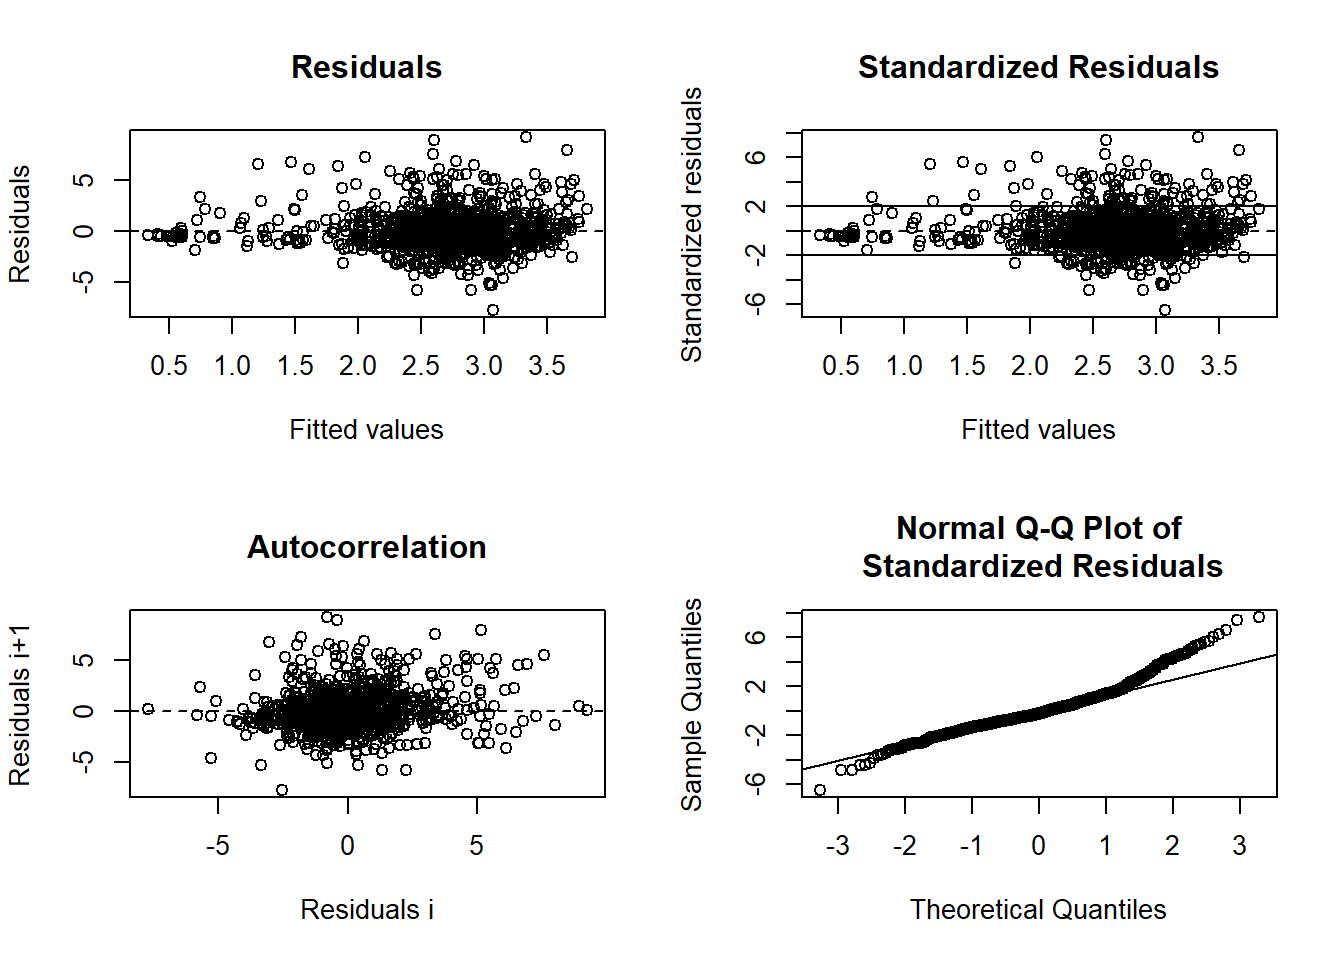 Residuals
Residuals
5
0
-5
0.5 1.0 1.5 2.0 2.5 3.0 3.5
Fitted values
Standardized Residuals
Standardized residuals
6
2
-2
-6
0.5 1.0 1.5 2.0 2.5 3.0 3.5
Fitted values
Autocorrelation
Residuals i+1
5
0
-5
-5 0 5
Residuals i
Normal Q-Q Plot of
Standardized Residuals
Sample Quantiles
6
2
-2
-6
-3 -2 -1 0 1 2 3
Theoretical Quantiles